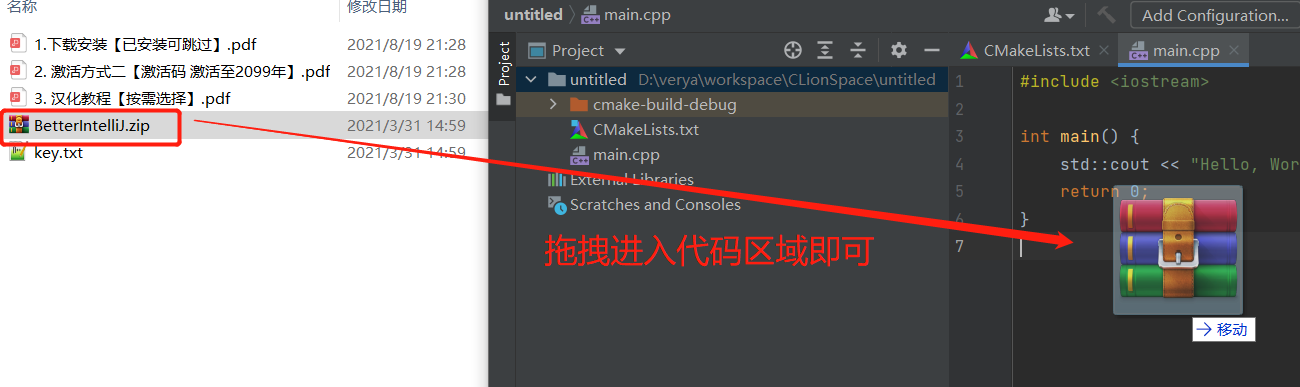 名称 修改日期
1.下载安装【已安装可跳过】.pdf 2021/8/19 21:28
2. 激活方式二【激活码 激活至2099年】.pdf 2021/8/19 21:28
3. 汉化教程【按需选择】.pdf 2021/8/19 21:30
BetterIntelliJ.zip 2021/3/31 14:59
key.txt 2021/3/31 14:59
untitled main.cpp Add Configuration...
Project Project CMakeLists.txt main.cpp
untitled D:\verya\workspace\CLionSpace\untitled
cmake-build-debug
CMakeLists.txt
main.cpp
External Libraries
Scratches and Consoles
拖拽进入代码区域即可
1 #include <iostream>
2
3 int main() {
4 std::cout << "Hello, Wor
5 return 0;
6 }
7
移动